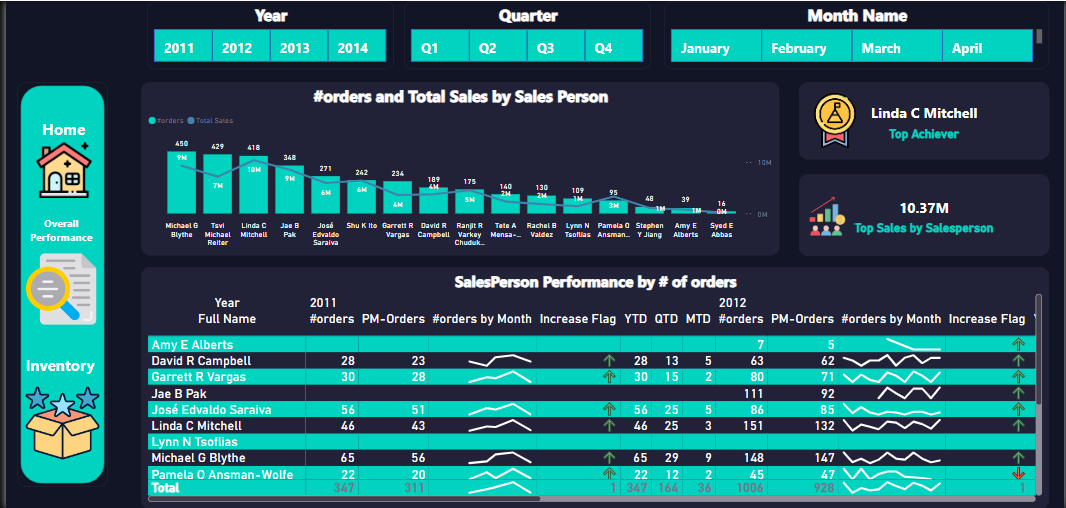 Year
2011 2012 2013 2014
Quarter
Q1 Q2 Q3 Q4
Month Name
January February March April
Home
Overall
Performance
Inventory
#orders and Total Sales by Sales Person
#orders Total Sales
450 429 418 348 271 242 234 189 175 140 130 109 95 48 39 16
9M 7M 10M 9M 6M 6M 4M 4M 5M 2M 2M 1M 3M 1M 1M 0M
10M
0M
Michael G Blythe
Tsvi Michael Reiter
Linda C Mitchell
Jae B Pak
José Edvaldo Saraiva
Shu K Ito
Garrett R Vargas
David R Campbell
Ranjit R Varkey Chuduk...
Tete A Mensa-...
Rachel B Valdez
Lynn N Tsoflias
Pamela O Ansman...
Stephen Y Jiang
Amy E Alberts
Syed E Abbas
Linda C Mitchell
Top Achiever
10.37M
Top Sales by Salesperson
SalesPerson Performance by # of orders
Year 2011 2012
Full Name #orders PM-Orders #orders by Month Increase Flag YTD QTD MTD #orders PM-Orders #orders by Month Increase Flag
Amy E Alberts 7 5
David R Campbell 28 23 28 13 5 63 62
Garrett R Vargas 30 28 30 15 2 80 71
Jae B Pak 111 92
José Edvaldo Saraiva 56 51 56 25 5 86 85
Linda C Mitchell 46 43 46 25 3 151 132
Lynn N Tsoflias
Michael G Blythe 65 56 65 29 9 148 147
Pamela O Ansman-Wolfe 22 20 22 12 2 45 47
Total 347 311 1 347 164 36 1006 928 1